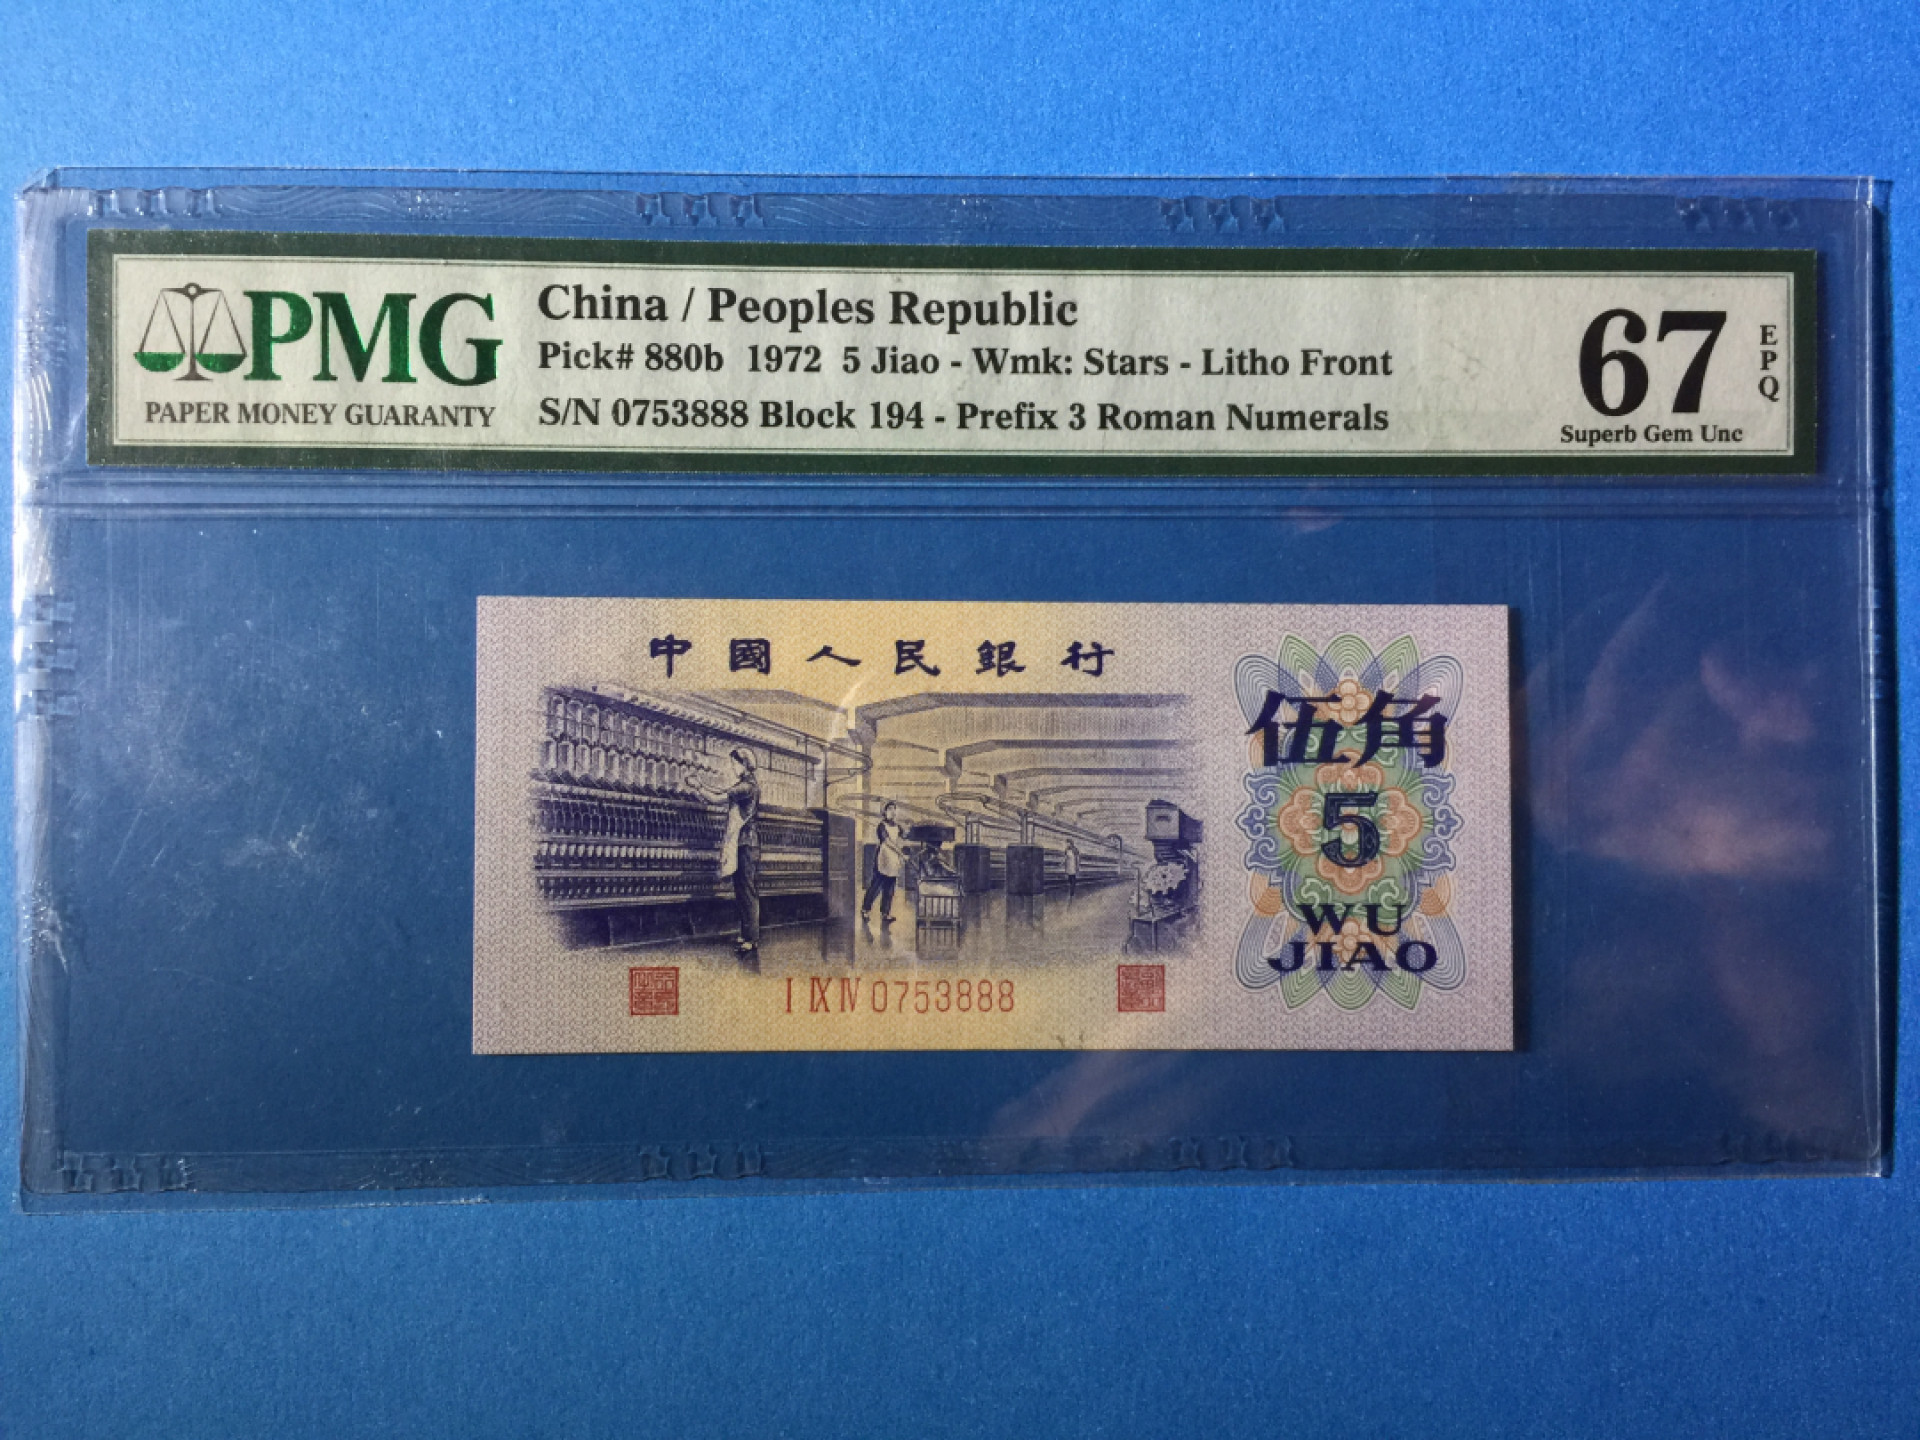 PMG
PAPER MONEY GUARANTY
China / Peoples Republic
Pick# 880b 1972 5 Jiao - Wmk: Stars - Litho Front
S/N 0753888 Block 194 - Prefix 3 Roman Numerals
67
EPQ
Superb Gem Unc
中國人民銀行
伍角
5
WU
JIAO
I IX IV 0753888